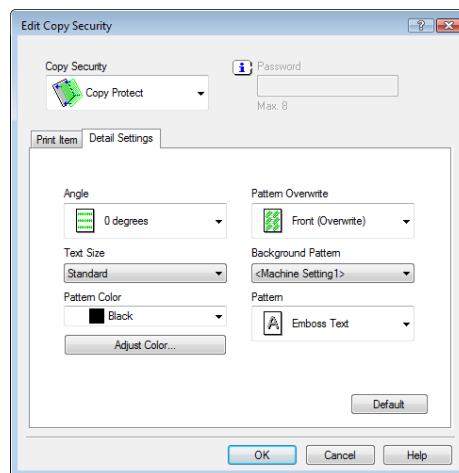 Edit Copy Security
Copy Security
Password
Copy Protect
Max. 8
Print Item
Detail Settings
Angle
Pattern Overwrite
0 degrees
Front (Overwrite)
Text Size
Background Pattern
Standard
<Machine Setting1>
Pattern Color
Pattern
Black
A
Emboss Text
Adjust Color...
Default
OK
Cancel
Help